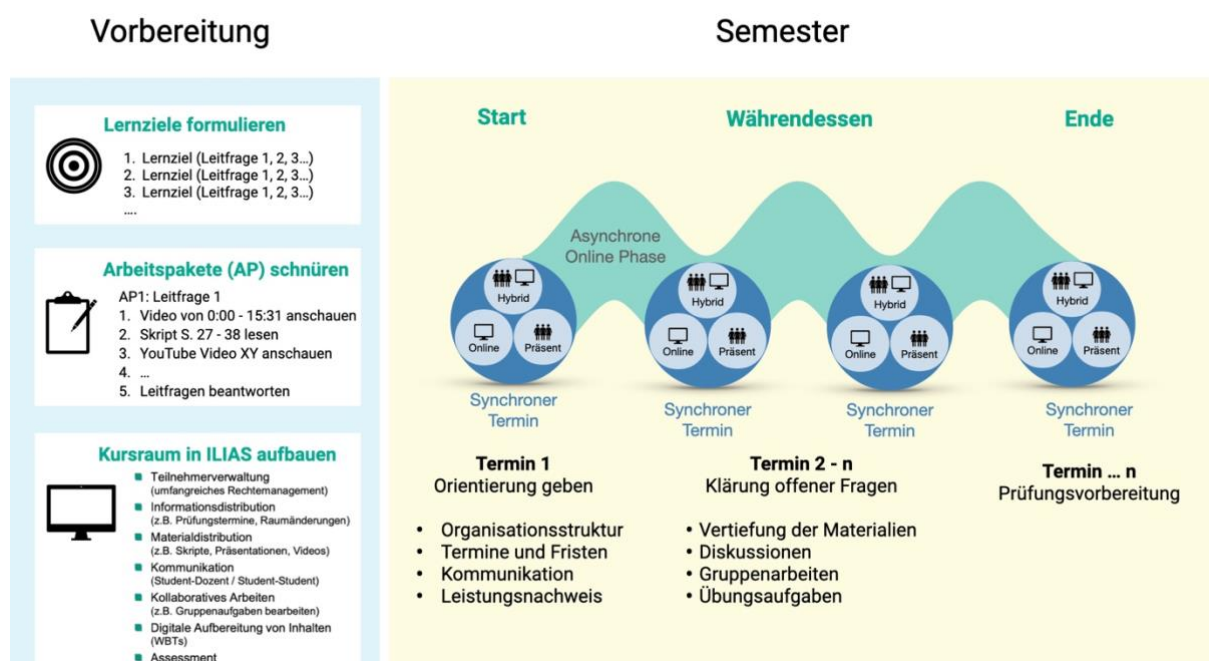 Vorbereitung
Semester
Lernziele formulieren
1. Lernziel (Leitfrage 1, 2, 3...)
2. Lernziel (Leitfrage 1, 2, 3...)
3. Lernziel (Leitfrage 1, 2, 3...)
....
Arbeitspakete (AP) schnüren
AP1: Leitfrage 1
1. Video von 0:00 - 15:31 anschauen
2. Skript S. 27 - 38 lesen
3. YouTube Video XY anschauen
4. ...
5. Leitfragen beantworten
Kursraum in ILIAS aufbauen
Teilnehmerverwaltung
(umfangreiches Rechtemanagement)
Informationsdistribution
(z.B. Prüfungstermine, Raumänderungen)
Materialdistribution
(z.B. Skripte, Präsentationen, Videos)
Kommunikation
(Student-Dozent / Student-Student)
Kollaboratives Arbeiten
(z.B. Gruppenaufgaben bearbeiten)
Digitale Aufbereitung von Inhalten
(WBTs)
Assessment
Start
Währendessen
Ende
Asynchrone
Online Phase
Hybrid
Online
Präsent
Synchroner
Termin
Hybrid
Online
Präsent
Synchroner
Termin
Hybrid
Online
Präsent
Synchroner
Termin
Hybrid
Online
Präsent
Synchroner
Termin
Termin 1
Orientierung geben
• Organisationsstruktur
• Termine und Fristen
• Kommunikation
• Leistungsnachweis
Termin 2 - n
Klärung offener Fragen
• Vertiefung der Materialien
• Diskussionen
• Gruppenarbeiten
• Übungsaufgaben
Termin ... n
Prüfungsvorbereitung